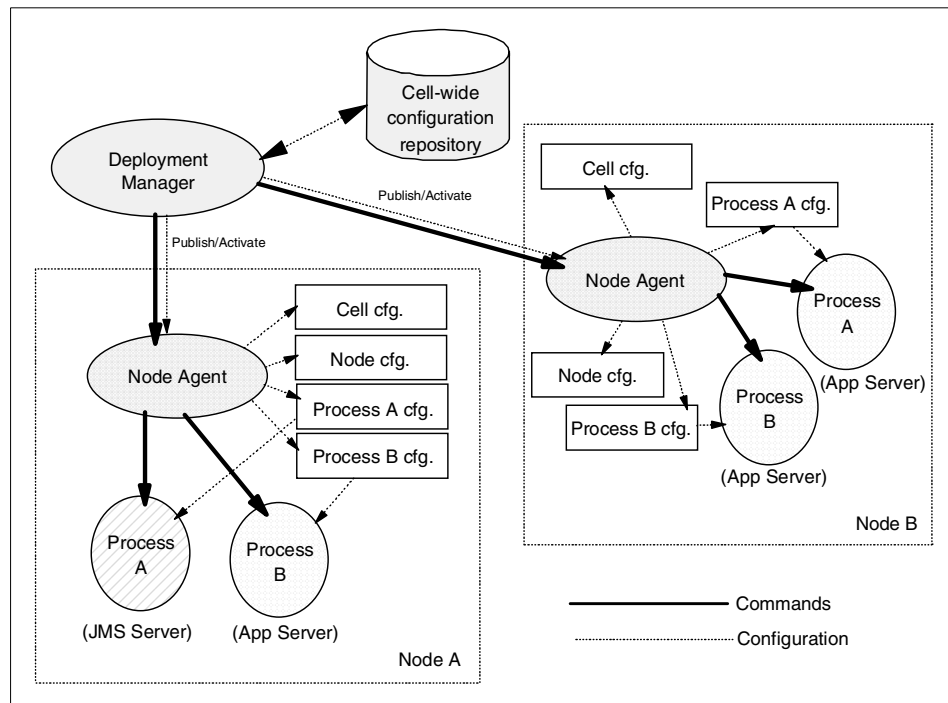 Cell-wide
configuration
repository
Deployment
Manager
Publish/Activate
Publish/Activate
Cell cfg.
Process A cfg.
Node Agent
Process
A
(App Server)
Node cfg.
Process B cfg.
Process
B
(App Server)
Node B
Cell cfg.
Node cfg.
Node Agent
Process A cfg.
Process B cfg.
Process
A
(JMS Server)
Process
B
(App Server)
Node A
Commands
Configuration